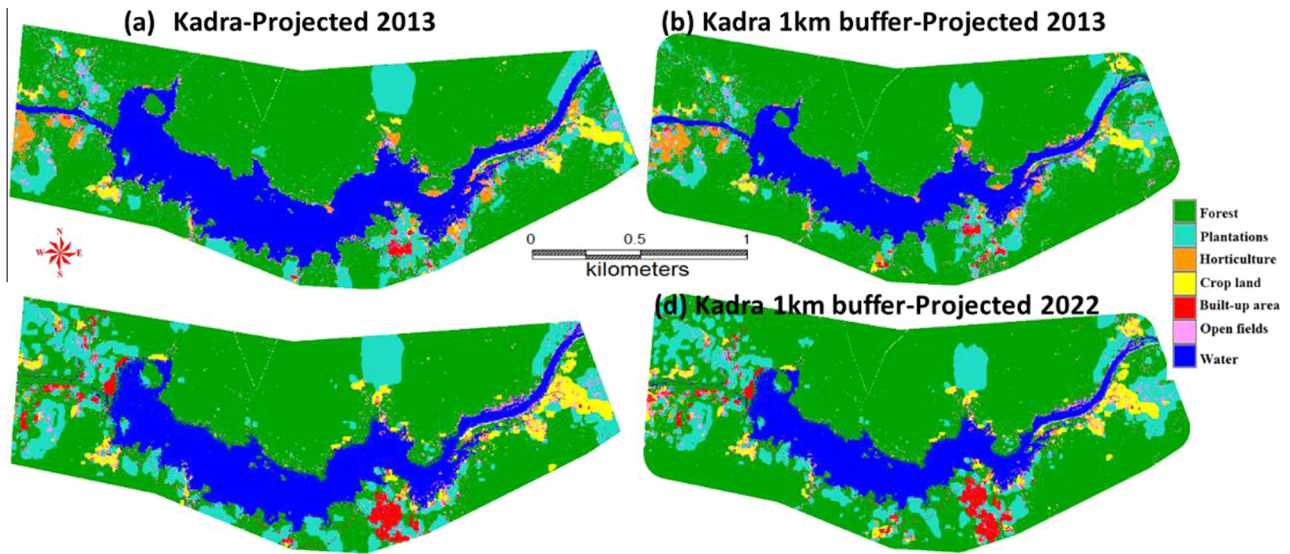 (a) Kadra-Projected 2013
(b) Kadra 1km buffer-Projected 2013
N
W E
S
0 0.5 1
kilometers
Forest
Plantations
Horticulture
Crop land
Built-up area
Open fields
Water
(d) Kadra 1km buffer-Projected 2022